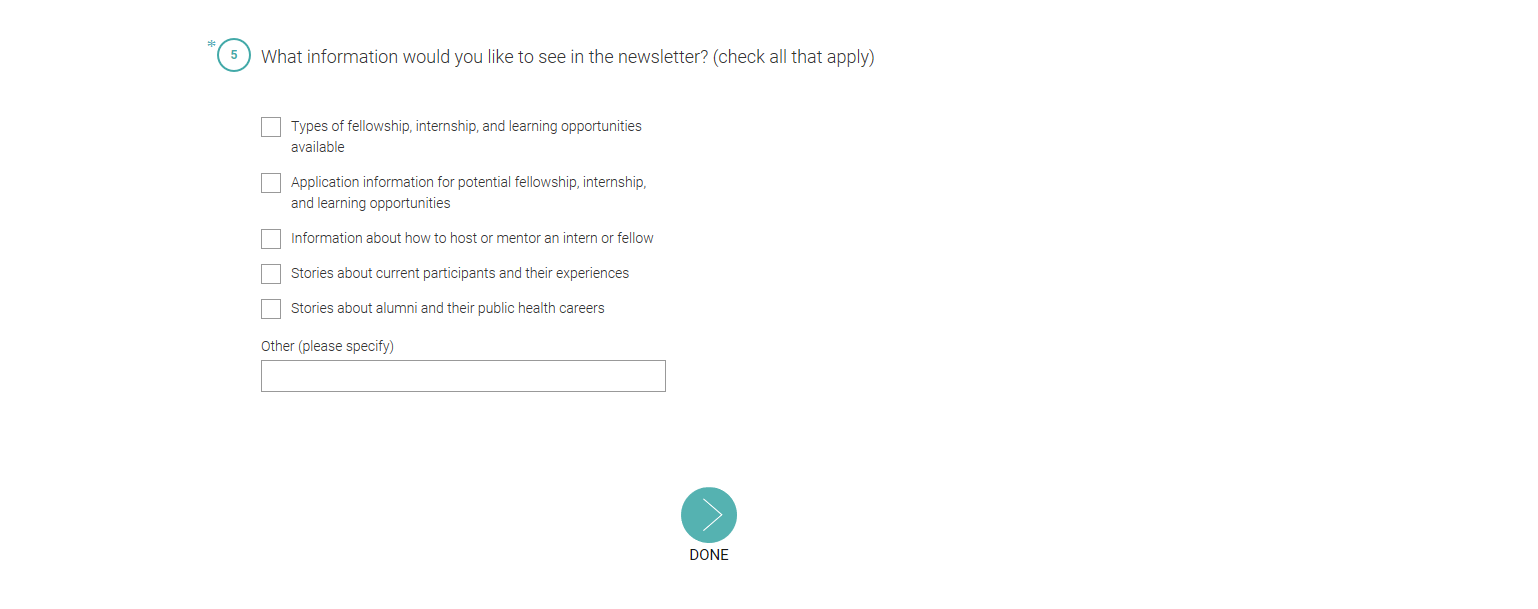 * 5 What information would you like to see in the newsletter? (check all that apply)
Types of fellowship, internship, and learning opportunities
available
Application information for potential fellowship, internship,
and learning opportunities
Information about how to host or mentor an intern or fellow
Stories about current participants and their experiences
Stories about alumni and their public health careers
Other (please specify)
DONE